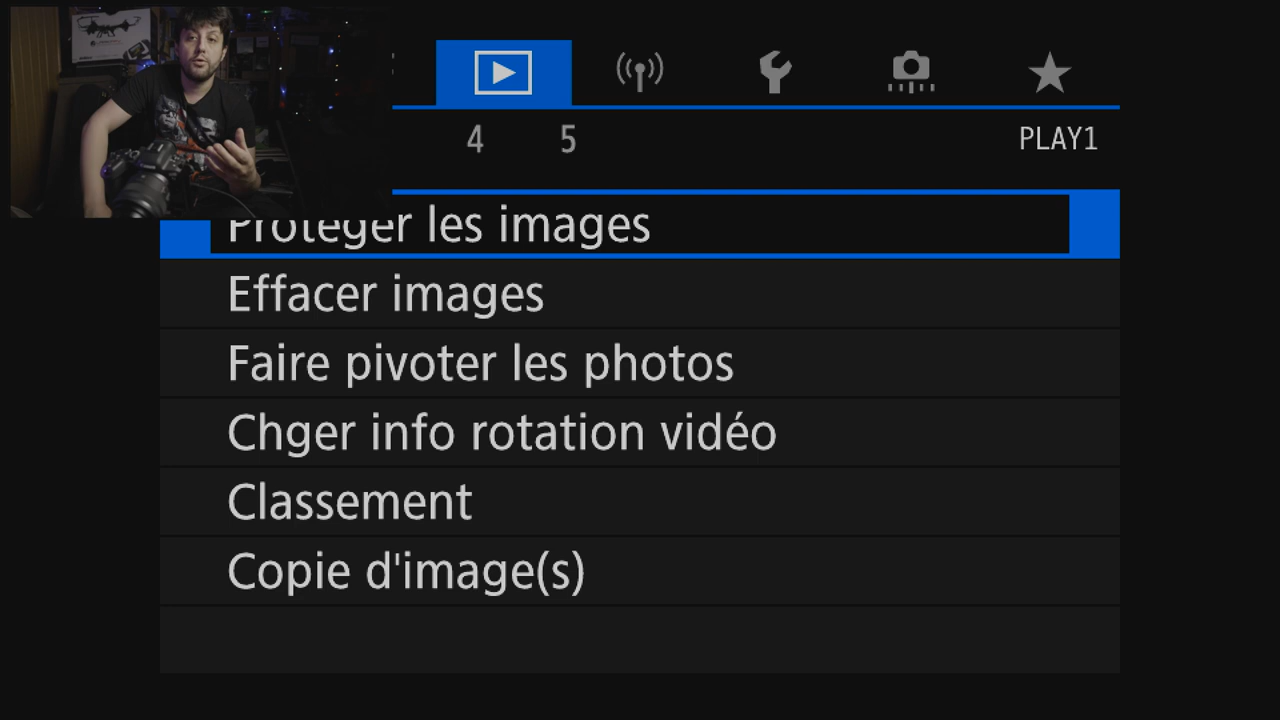 4 5 PLAY1
Protéger les images
Effacer images
Faire pivoter les photos
Chger info rotation vidéo
Classement
Copie d'image(s)